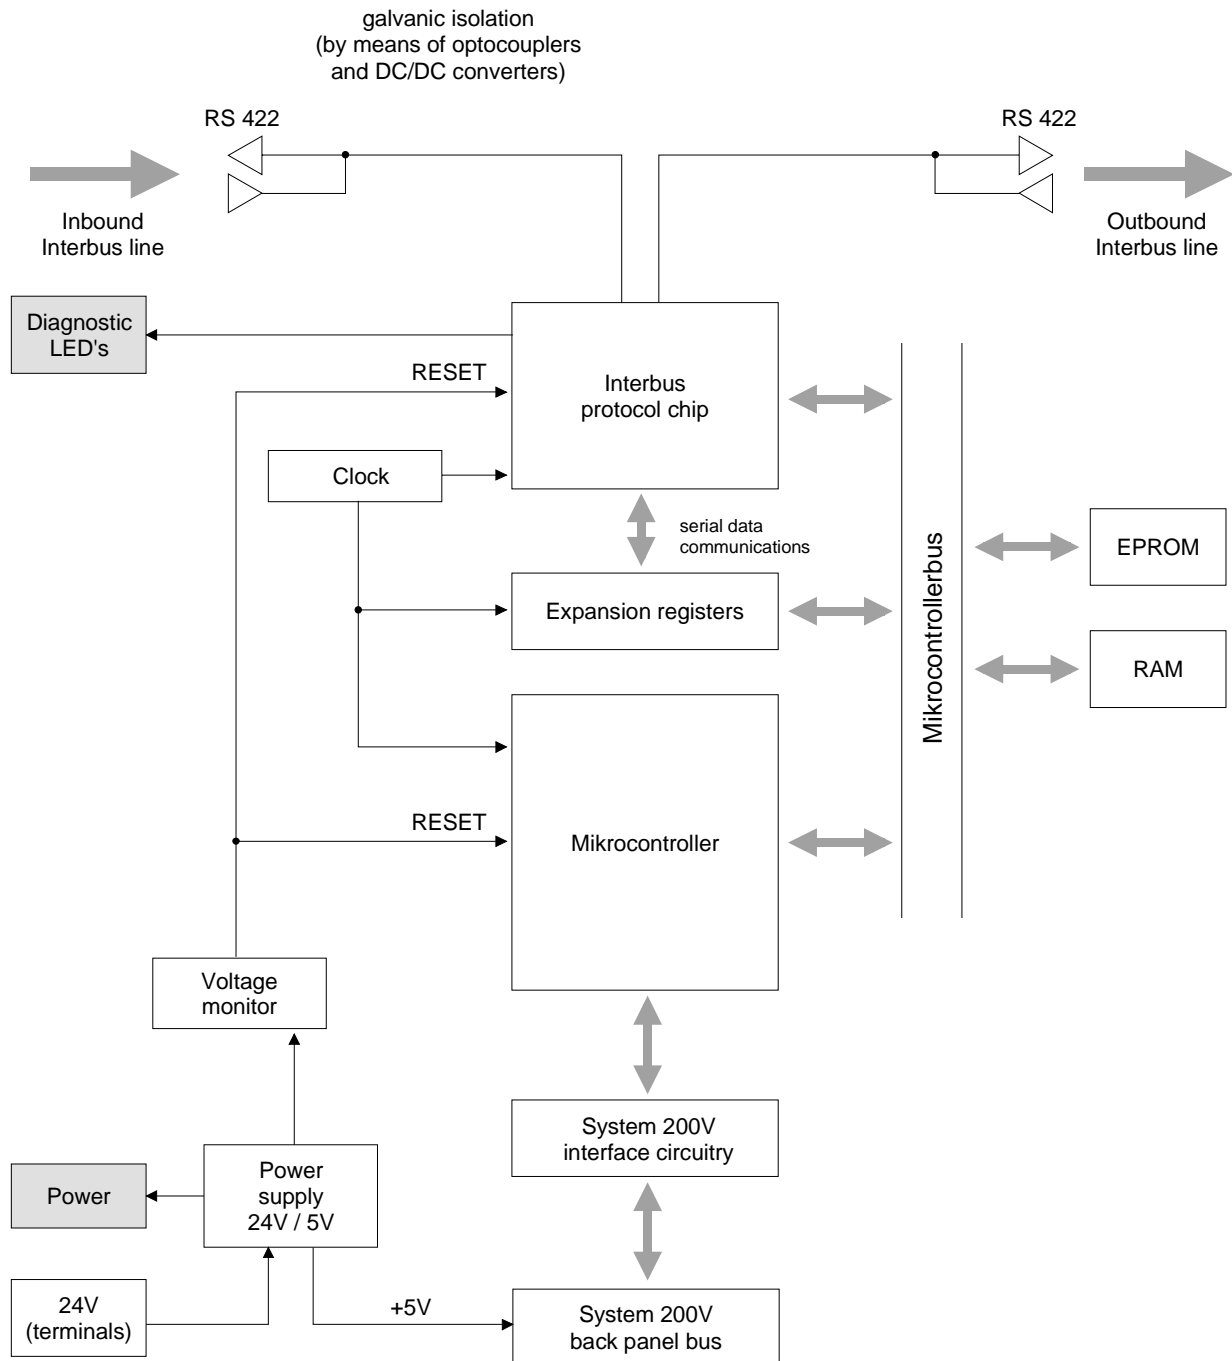 galvanic isolation
(by means of optocouplers
and DC/DC converters)
RS 422
RS 422
Inbound
Interbus line
Outbound
Interbus line
Diagnostic
LED's
RESET
Interbus
protocol chip
Clock
serial data
communications
Mikrocontrollerbus
EPROM
Expansion registers
RAM
RESET
Mikrocontroller
Voltage
monitor
System 200V
interface circuitry
Power
Power
supply
24V / 5V
24V
(terminals)
+5V
System 200V
back panel bus